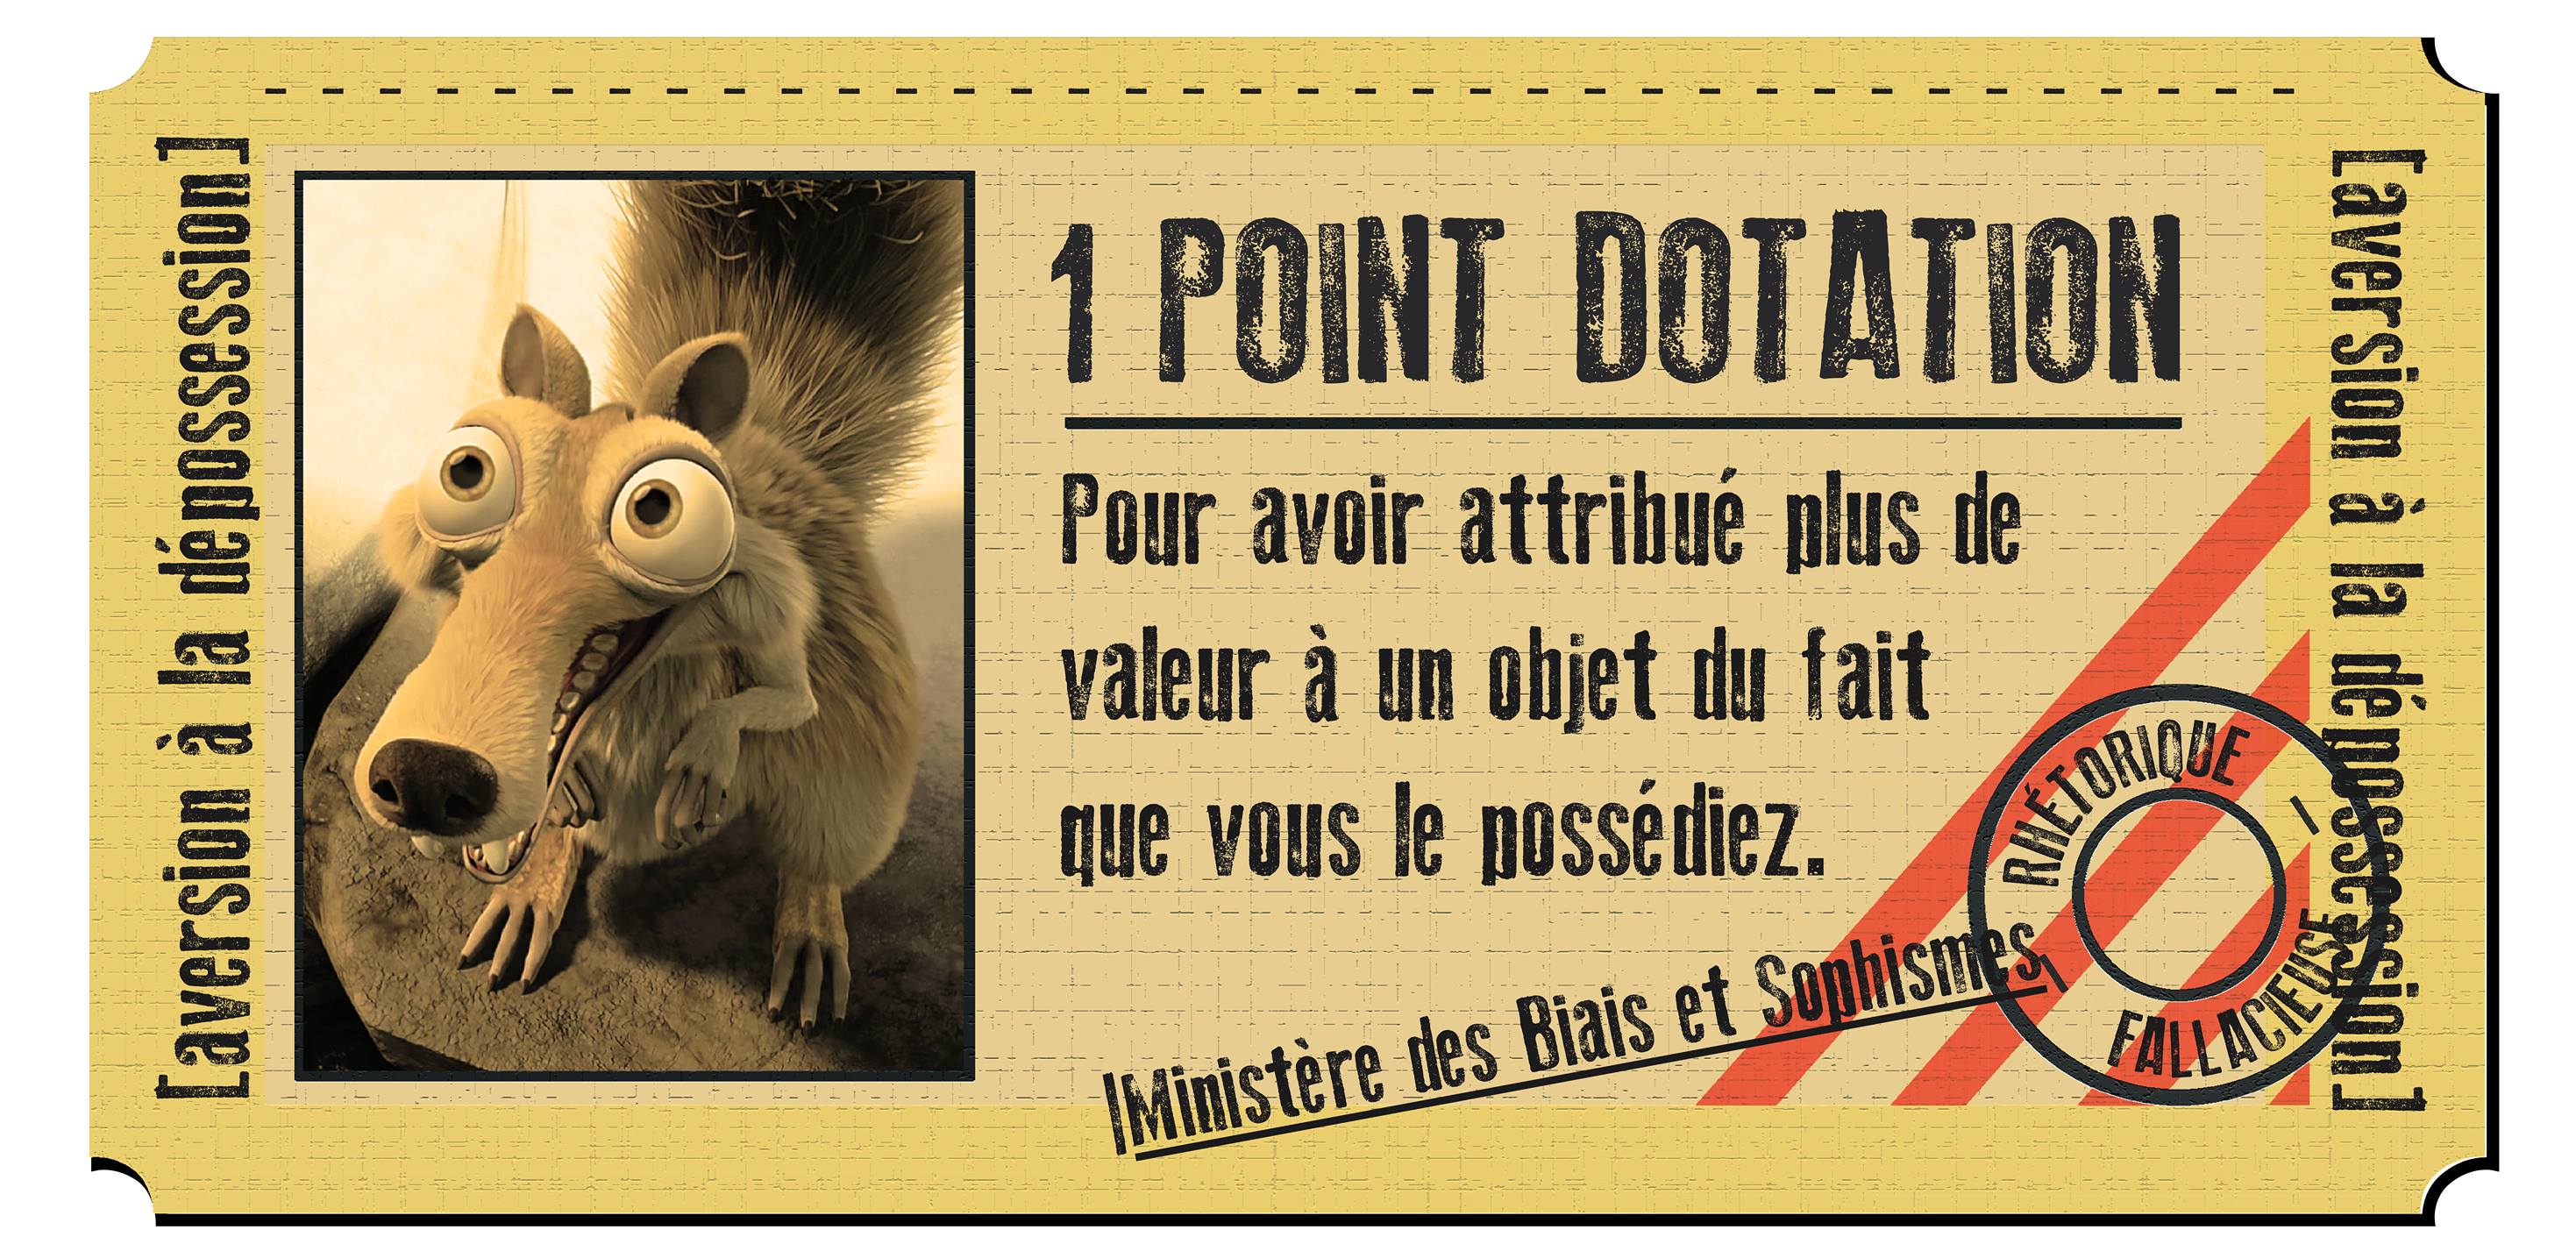 [aversion à la dépossession]
1 POINT DOTATION
Pour avoir attribué plus de
valeur à un objet du fait
que vous le possédiez.
|Ministère des Biais et Sophismes\
RHÉTORIQUE
FALLACIEUSE
[aversion à la dépossession]